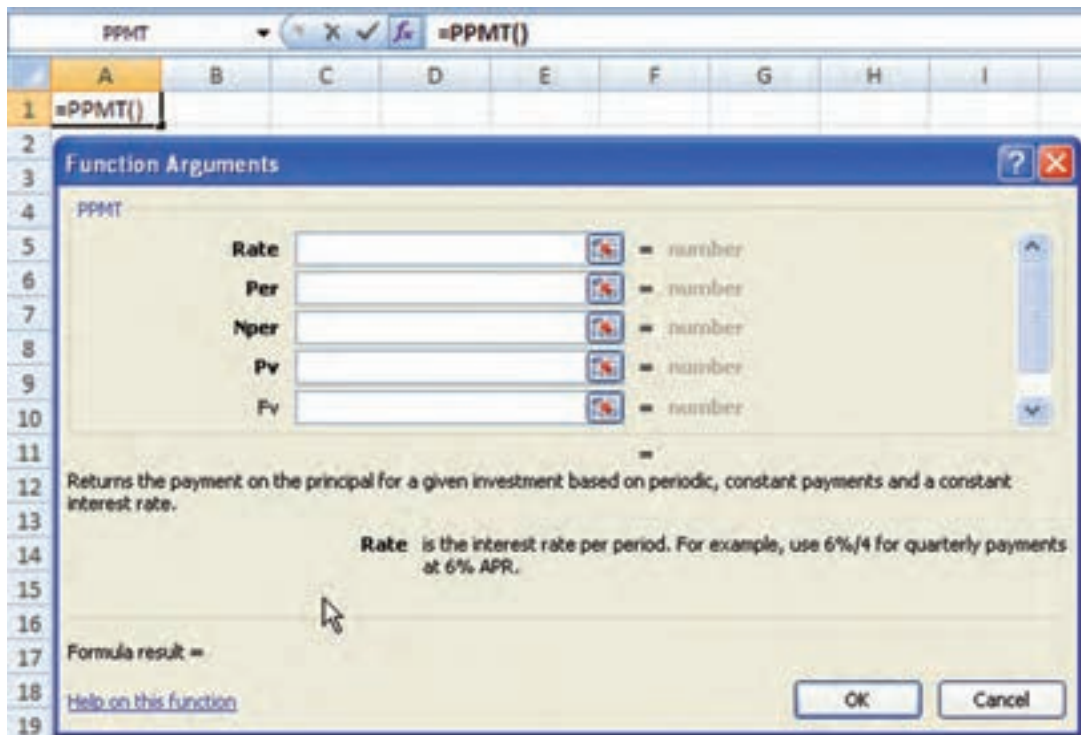 PPMT =PPMT()
A B C D E F G H I
1 =PPMT()
2
3 Function Arguments
4 PPMT
5 Rate = number
6 Per = number
7 Nper = number
8 Pv = number
9 Fv = number
10
11 =
12 Returns the payment on the principal for a given investment based on periodic, constant payments and a constant
interest rate.
13
14 Rate is the interest rate per period. For example, use 6%/4 for quarterly payments
at 6% APR.
15
16
17 Formula result =
18 Help on this function OK Cancel
19